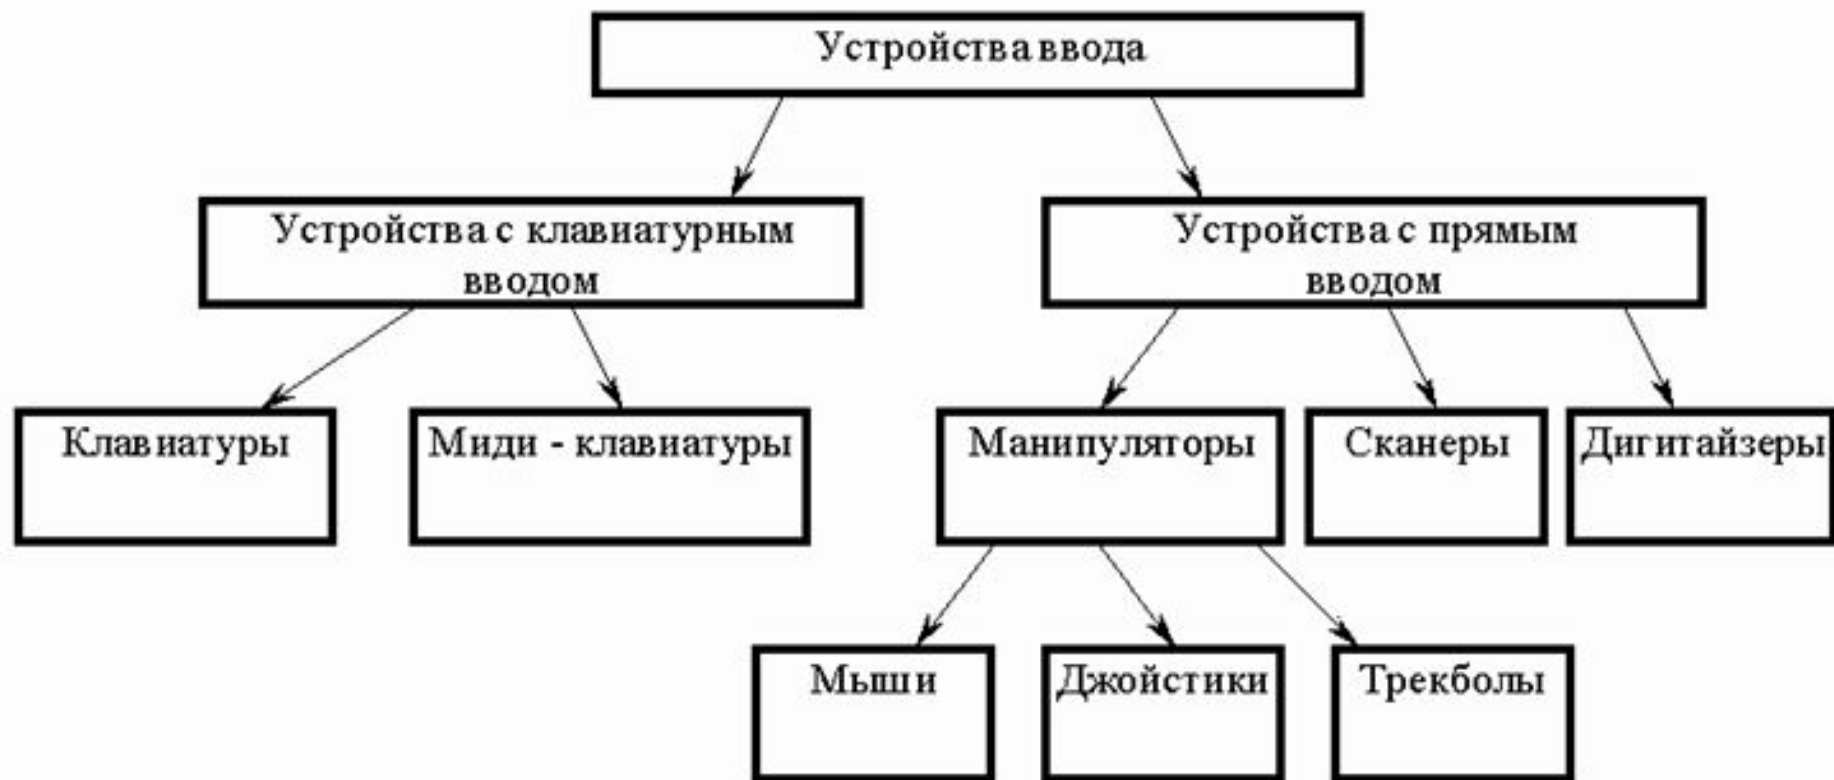 Устройства ввода
Устройства с клавиатурным
вводом
Устройства с прямым
вводом
Клавиатуры
Миди - клавиатуры
Манипуляторы
Сканеры
Дигитайзеры
Мыши
Джойстики
Трекболы